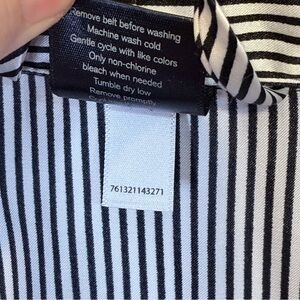 Remove belt before washing
Machine wash cold
Gentle cycle with like colors
Only non-chlorine
bleach when needed
Tumble dry low
Remove promptly
761321143271